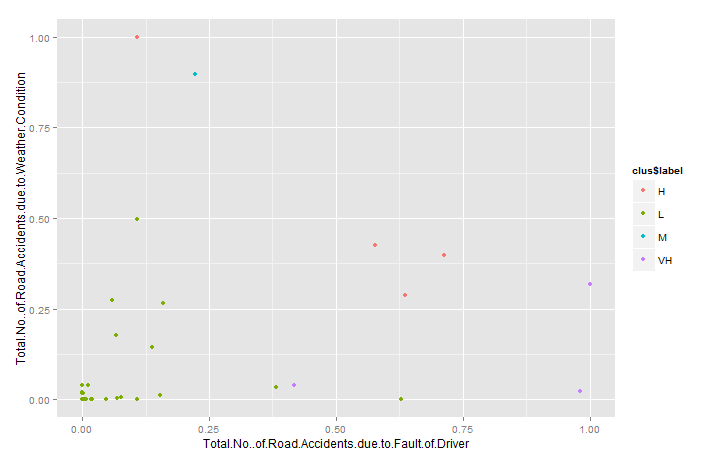 Total.No..of.Road.Accidents.due.to.Weather.Condition
1.00
0.75
0.50
0.25
0.00
0.00 0.25 0.50 0.75 1.00
Total.No..of.Road.Accidents.due.to.Fault.of.Driver
clus$label
H
L
M
VH